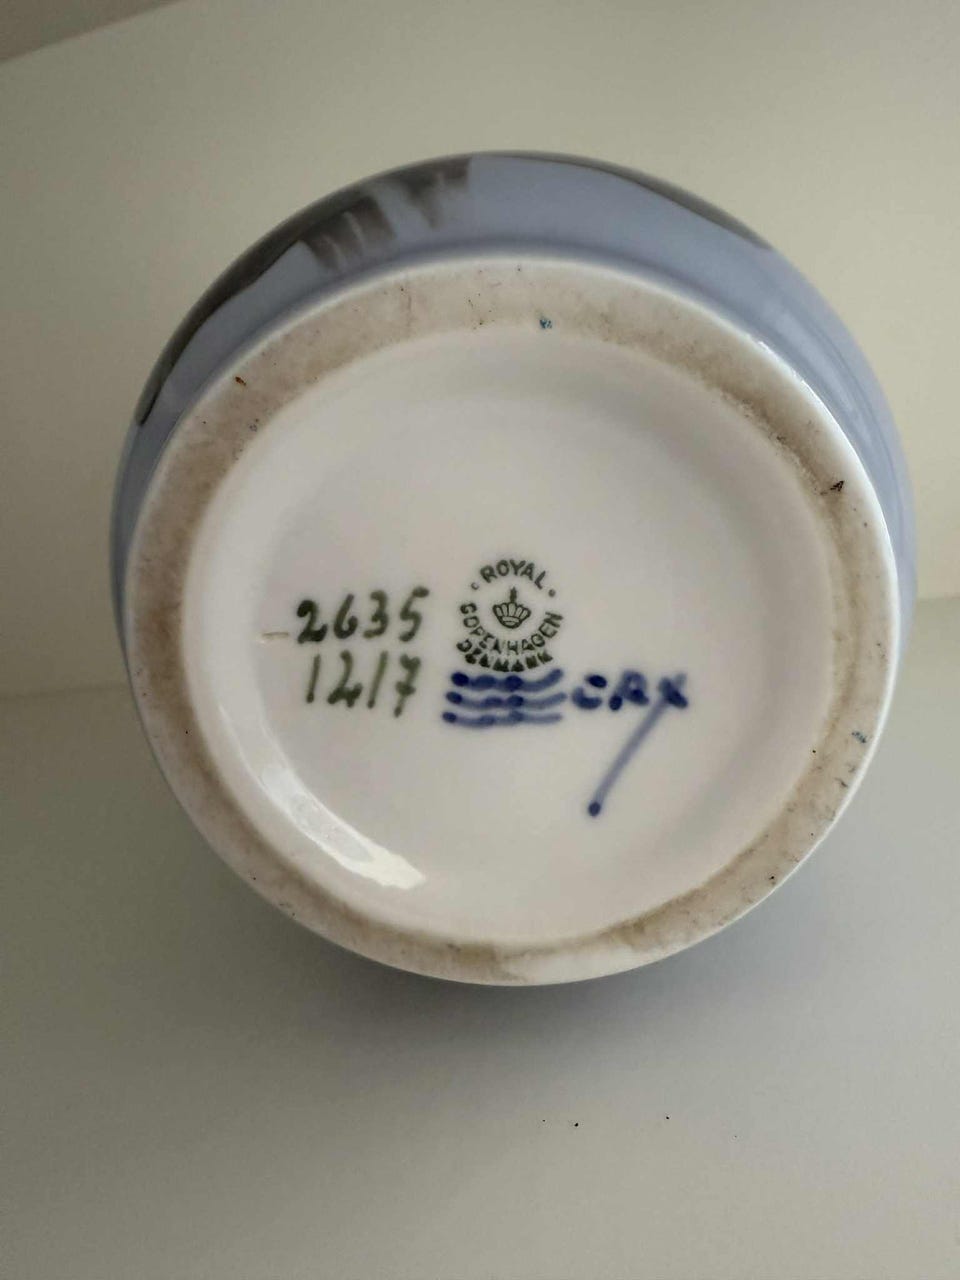 ROYAL
COPENHAGEN
DENMARK
2635
1217